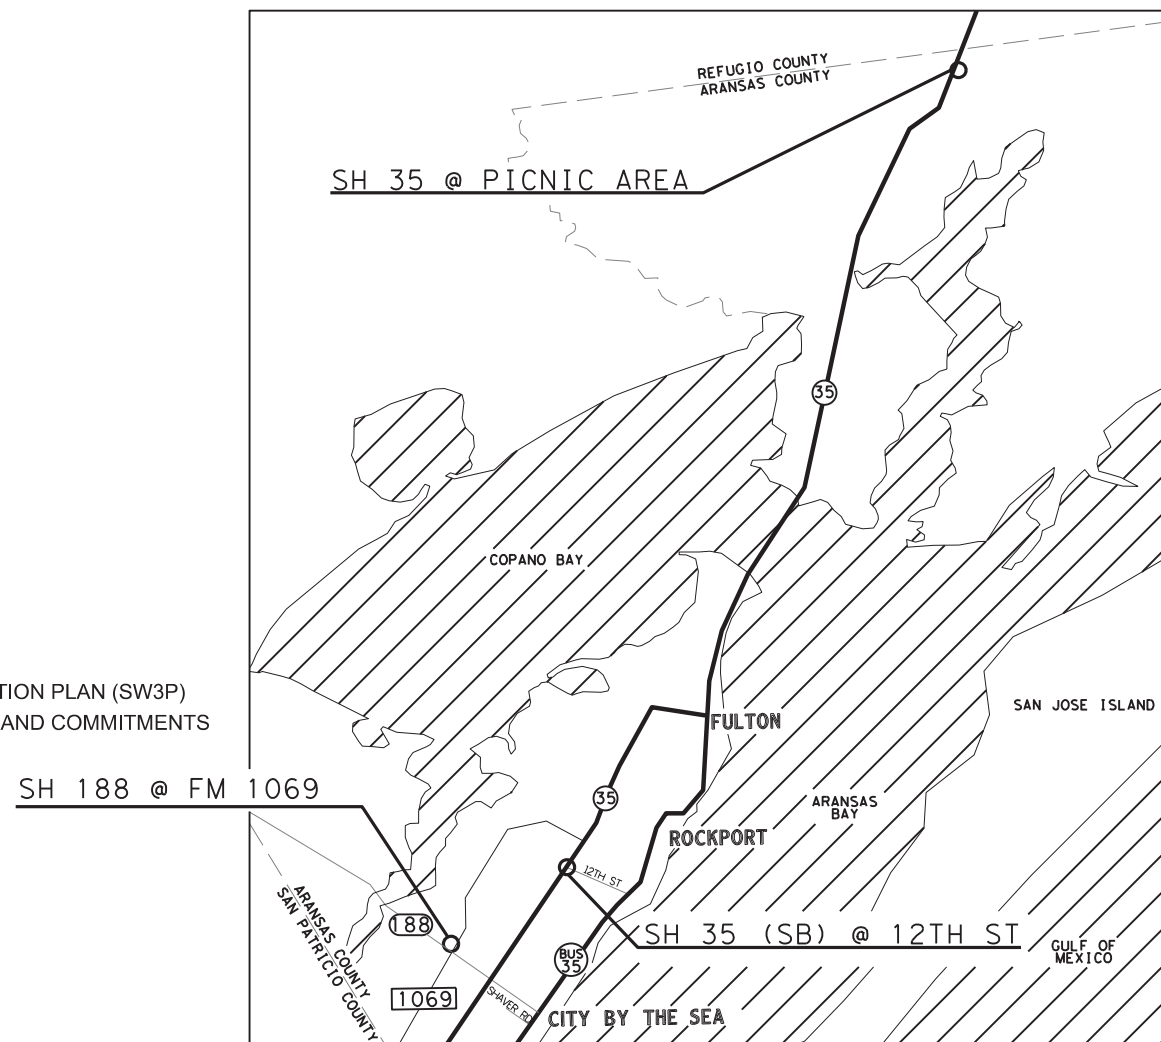 REFUGIO COUNTY
ARANSAS COUNTY
SH 35 @ PICNIC AREA
35
COPANO BAY
TION PLAN (SW3P)
AND COMMITMENTS
SAN JOSE ISLAND
FULTON
SH 188 @ FM 1069
35
ARANSAS
BAY
ROCKPORT
12TH ST
ARANSAS COUNTY
SAN PATRICIO COUNTY
188
SH 35 (SB) @ 12TH ST
GULF OF
MEXICO
BUS
35
1069
SHAVER RD
CITY BY THE SEA